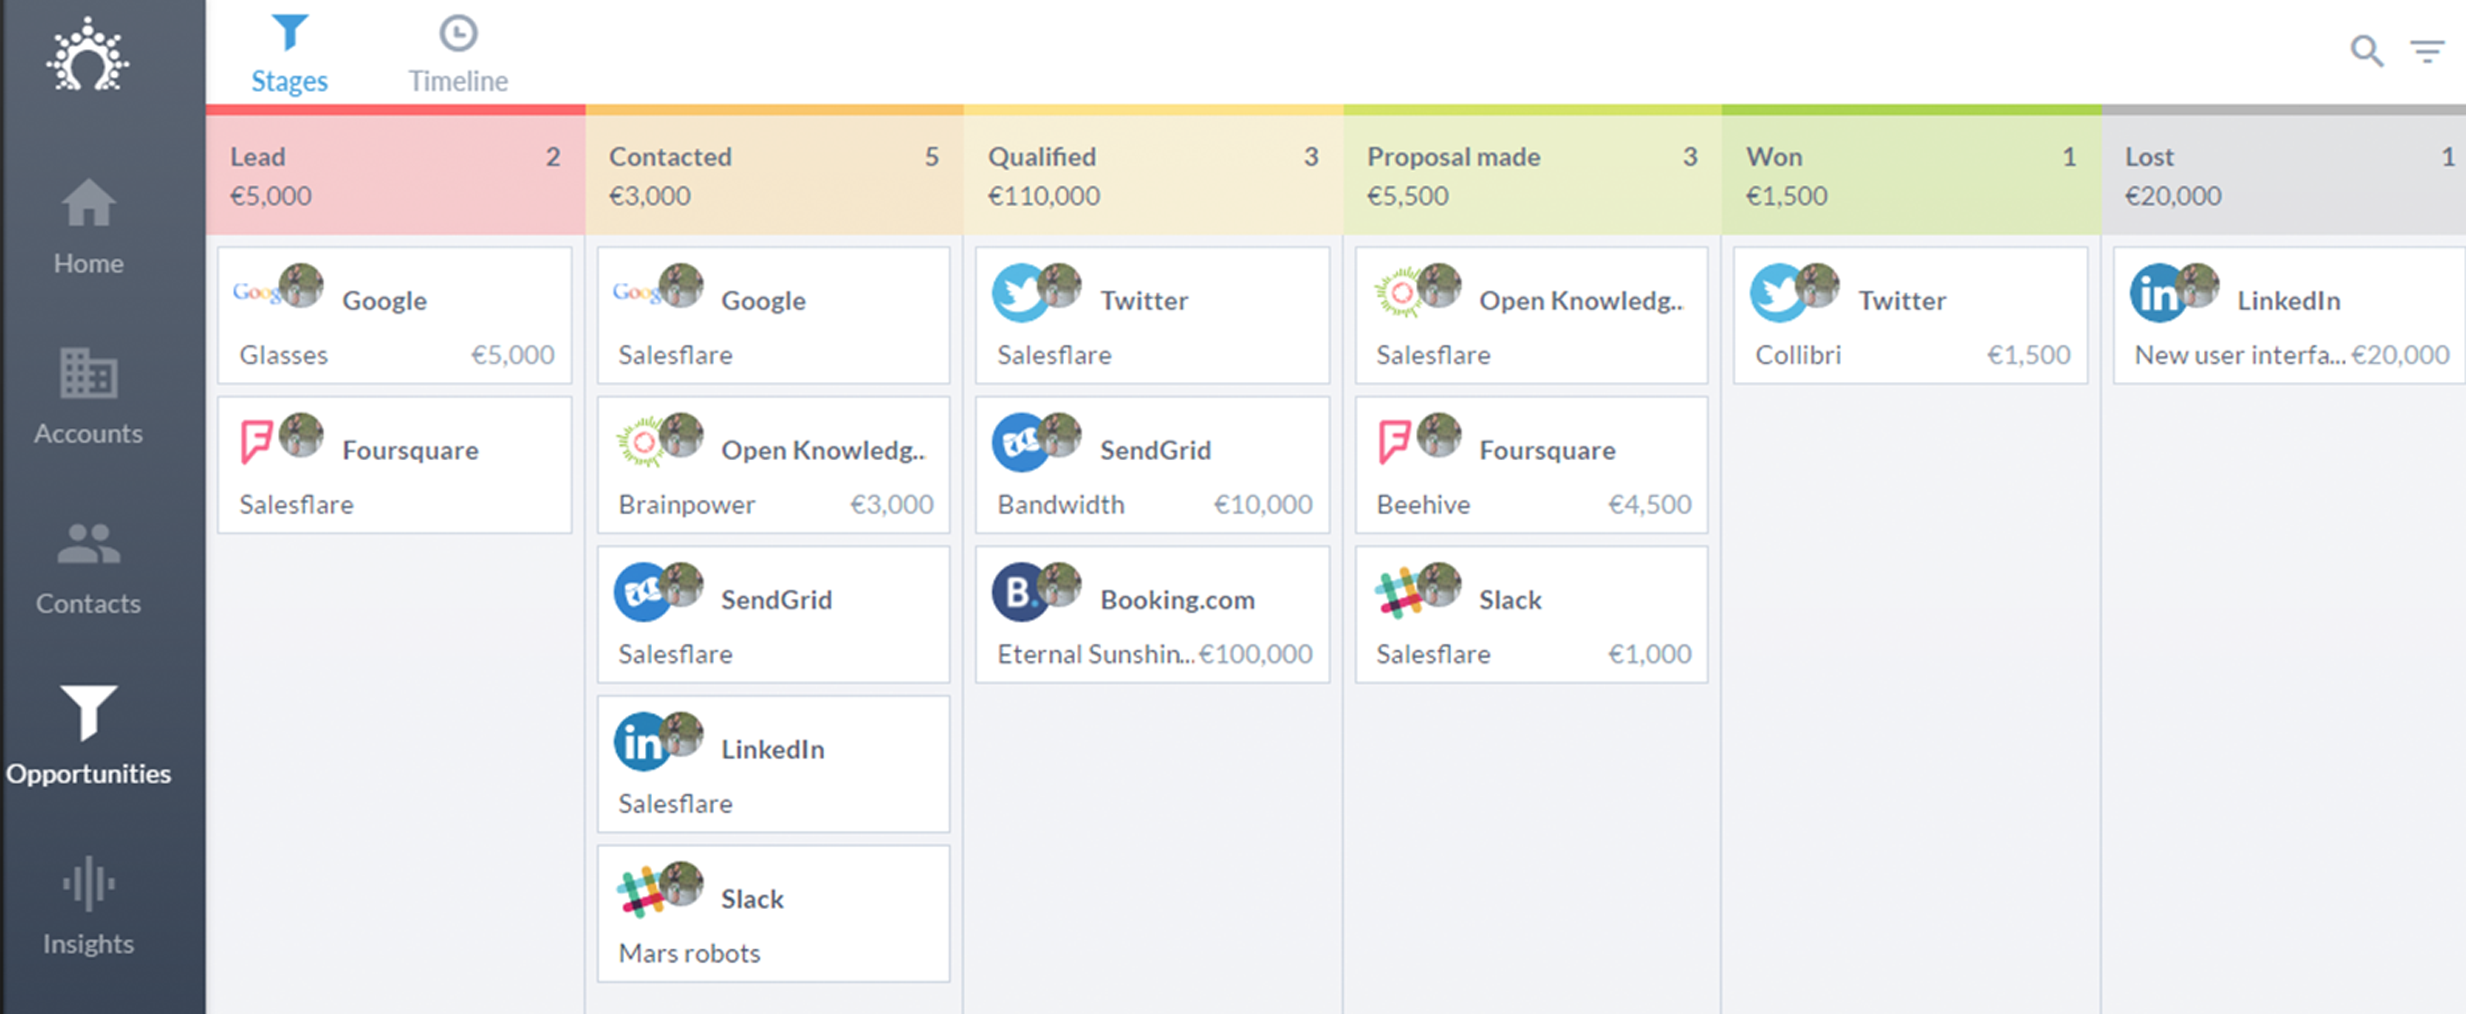 Stages
Timeline
Home
Accounts
Contacts
Opportunities
Insights
Lead 2
€5,000
Google
Glasses €5,000
Foursquare
Salesflare
Contacted 5
€3,000
Google
Salesflare
Open Knowledg..
Brainpower €3,000
SendGrid
Salesflare
in LinkedIn
Salesflare
Slack
Mars robots
Qualified 3
€110,000
Twitter
Salesflare
SendGrid
Bandwidth €10,000
B. Booking.com
Eternal Sunshin... €100,000
Proposal made 3
€5,500
Open Knowledg..
Salesflare
Foursquare
Beehive €4,500
Slack
Salesflare €1,000
Won 1
€1,500
Twitter
Collibri €1,500
Lost 1
€20,000
in LinkedIn
New user interfa... €20,000